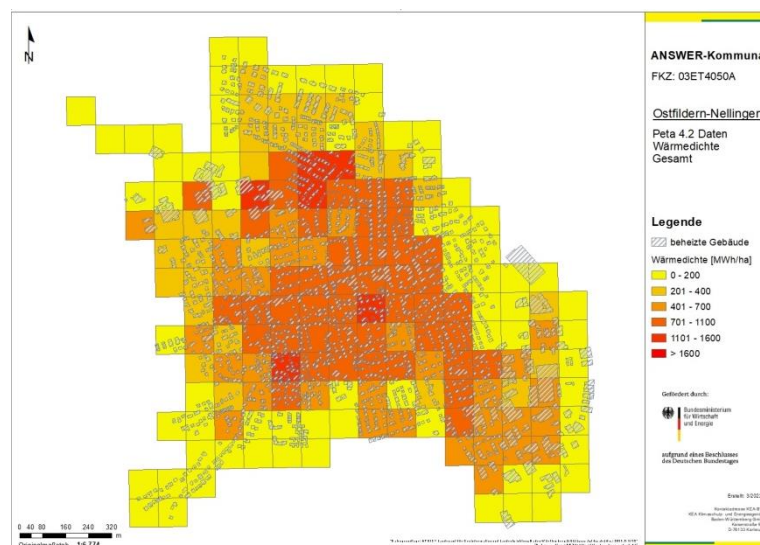 N
ANSWER-Kommuna
FKZ: 03ET4050A
Ostfildern-Nellingen
Peta 4.2 Daten
Wärmedichte
Gesamt
Legende
beheizte Gebäude
Wärmedichte [MWh/ha]
0 - 200
201 - 400
401 - 700
701 - 1100
1101 - 1600
> 1600
Gefördert durch:
Bundesministerium
für Wirtschaft
und Energie
aufgrund eines Beschlusses
des Deutschen Bundestages
0 40 80 160 240 320
m